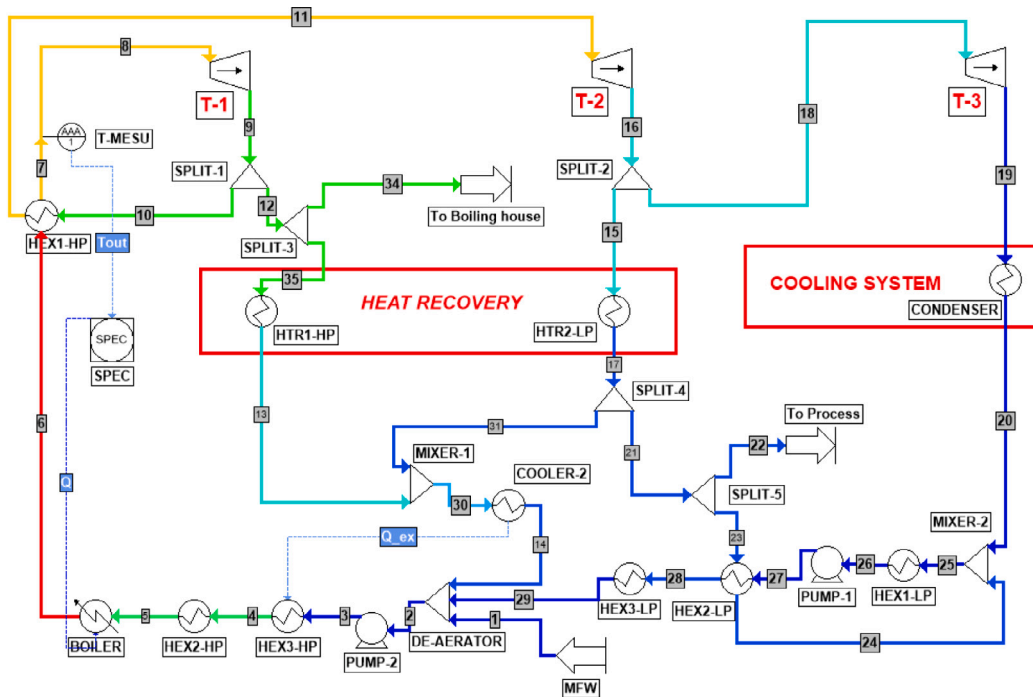 11
8
18
T-1
T-2
T-3
AAA
1
T-MESU
9
16
7
SPLIT-1
SPLIT-2
19
34
12
10
To Boiling house
15
HEX1-HP
Tout
SPLIT-3
35
HEAT RECOVERY
COOLING SYSTEM
CONDENSER
HTR1-HP
HTR2-LP
SPEC
SPEC
17
SPLIT-4
6
13
To Process
20
31
MIXER-1
21
22
COOLER-2
Q
30
SPLIT-5
MIXER-2
Q_ex
14
23
27
26
25
28
PUMP-1
HEX1-LP
29
HEX3-LP
HEX2-LP
5
4
3
2
1
24
BOILER
HEX2-HP
HEX3-HP
DE-AERATOR
PUMP-2
MFW